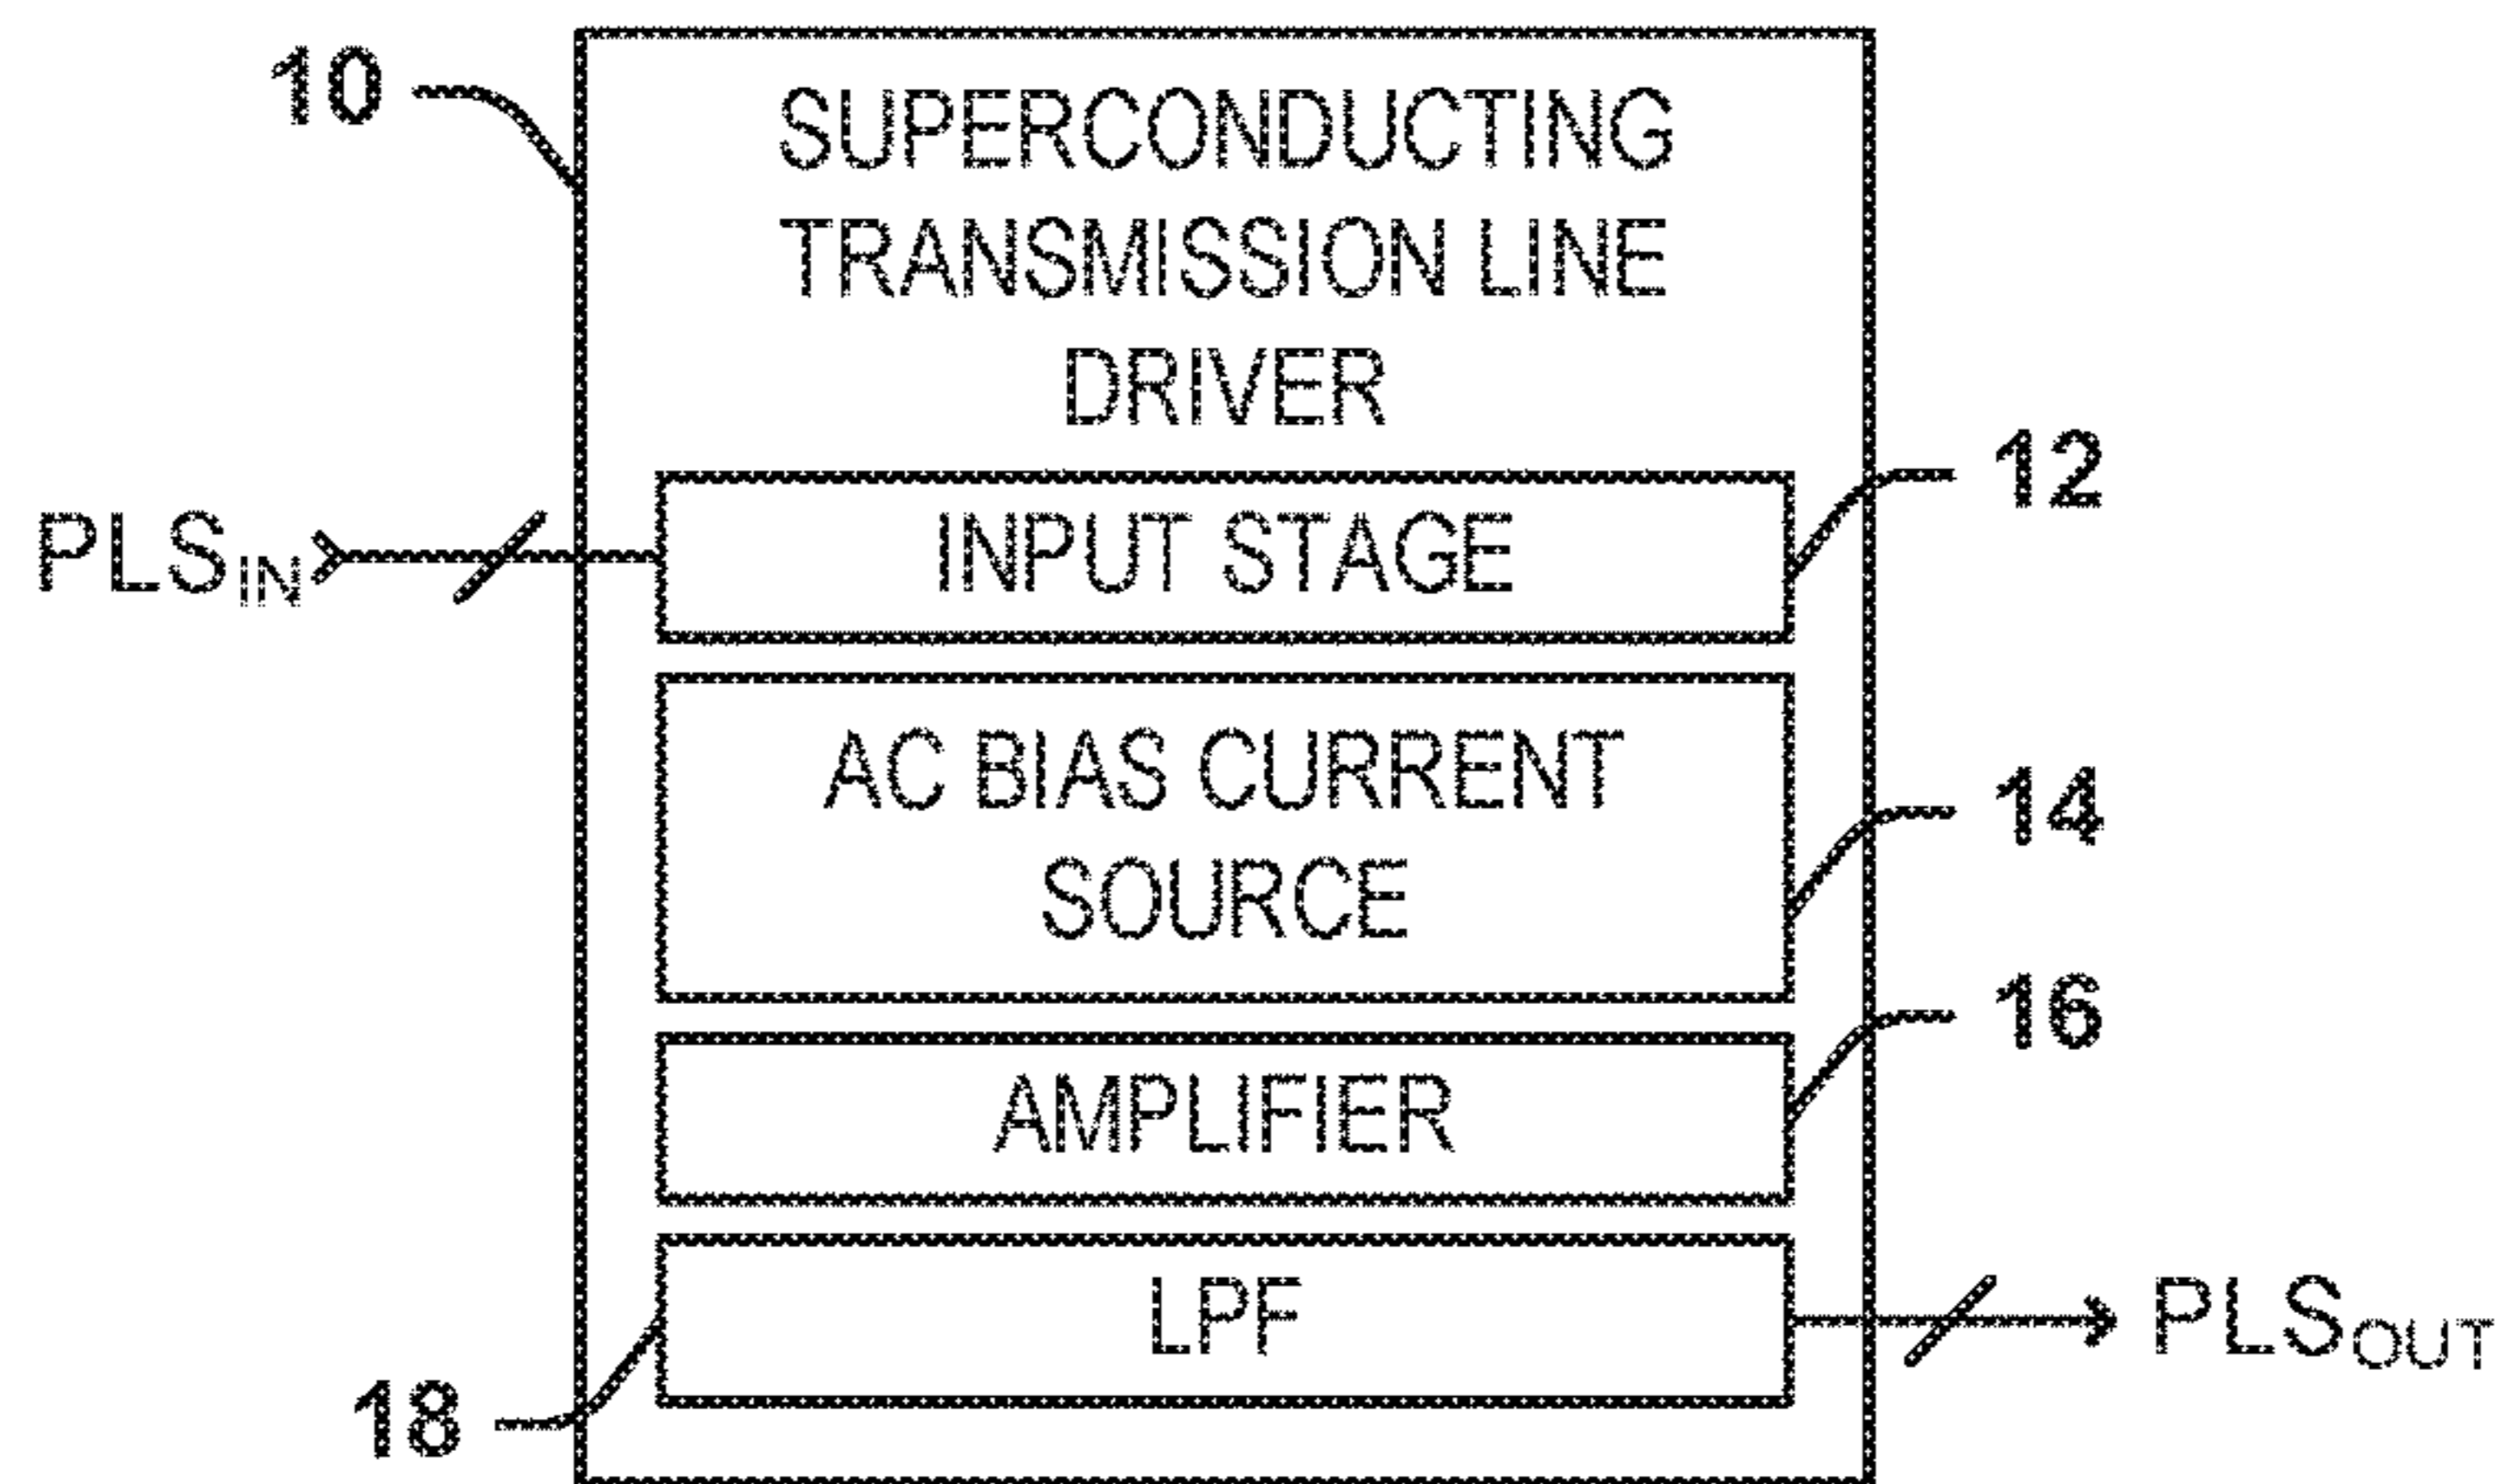 10
SUPERCONDUCTING
TRANSMISSION LINE
DRIVER
12
PLSIN
INPUT STAGE
AC BIAS CURRENT
14
SOURCE
16
AMPLIFIER
LPF
PLSOUT
18